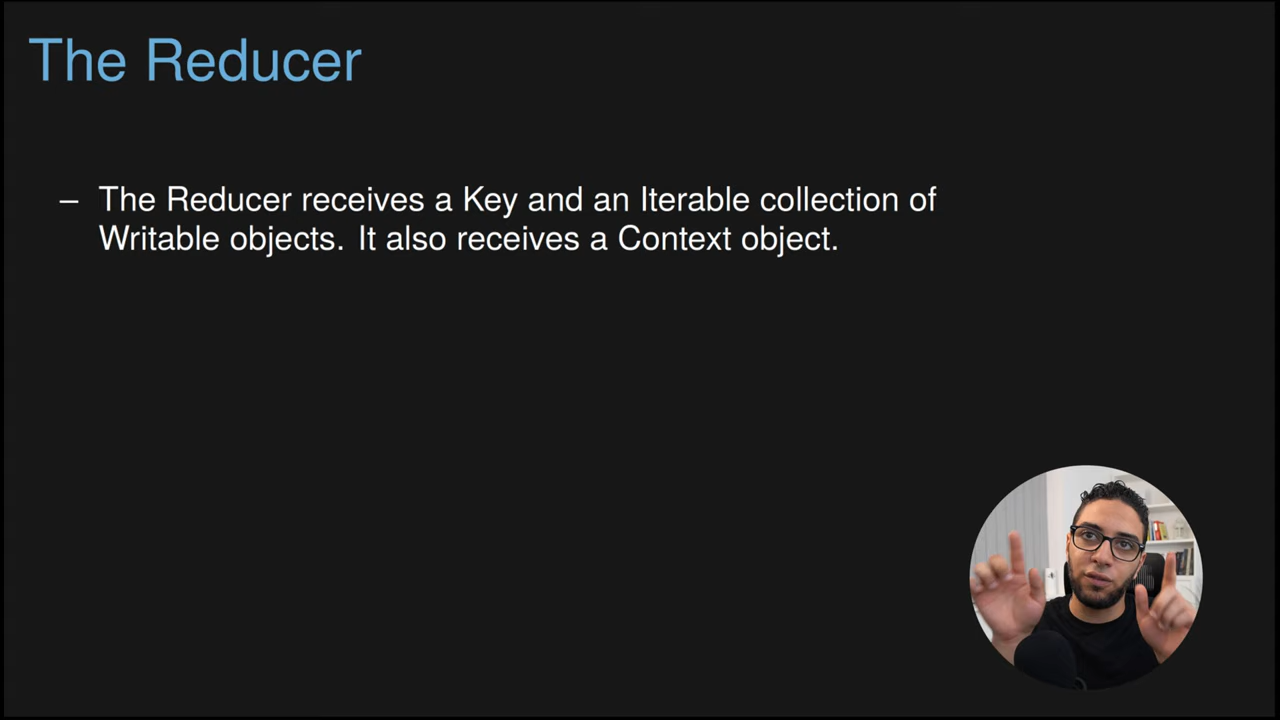 The Reducer
– The Reducer receives a Key and an Iterable collection of
Writable objects. It also receives a Context object.